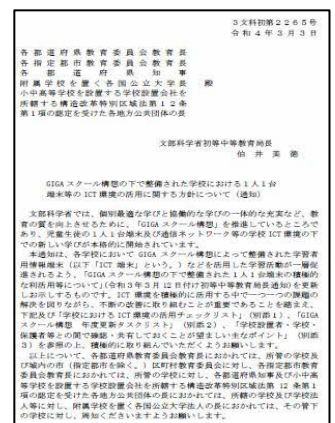 3文科初第2265号
令和4年3月3日
各都道府県教育委員会教育長
各指定都市教育委員会教育長
各都道府県知事
附属学校を置く各国公立大学長 殿
小中高等学校を設置する学校設置会社を
所轄する構造改革特別区域法第12条
第1項の認定を受けた各地方公共団体の長
文部科学省初等中等教育局長
伯井美徳
GIGAスクール構想の下で整備された学校における1人1台
端末等のICT環境の活用に関する方針について(通知)
文部科学省では、個別最適な学びと協働的な学びの一体的な充実など、教
育の質を向上させるために、「GIGAスクール構想」を推進しているところで
あり、児童生徒の1人1台端末及び通信ネットワーク等の学校ICT環境の下
での新しい学びが本格的に開始されています。
本通知は、各学校においてGIGAスクール構想によって整備された学習者
用情報端末(以下「ICT端末」という。)などを活用した学習活動が一層促
進されるよう、「GIGAスクール構想の下で整備された1人1台端末の積極的
な利活用等について」(令和3年3月12日付け初等中等教育局長通知)を更新し
お示しするものです。ICT環境を積極的に活用する中で一つ一つの課題の
解決を図りながら、不断の改善に取り組むことが重要であることを踏まえ、
下記及び「学校におけるICT環境の活用チェックリスト」(別添1)、「GIGA
スクール構想 年度更新タスクリスト」(別添2)、「学校設置者・学校・
保護者等との間で確認・共有しておくことが望ましい主なポイント」(別添
3)を参照の上、積極的に取り組んでいただくようお願いします。
以上について、各都道府県教育委員会教育長におかれては、所管の学校及
び域内の市(指定都市を除く。)区町村教育委員会に対し、各指定都市教育
委員会教育長におかれては、所管の学校に対し、各都道府県知事及び小中高
等学校を設置する学校設置会社を所轄する構造改革特別区域法第12条第1
項の認定を受けた各地方公共団体の長におかれては、所轄の学校及び学校法
人等に対し、附属学校を置く各国公立大学法人の長におかれては、その管下
の学校に対し、周知くださいますようお願いします。